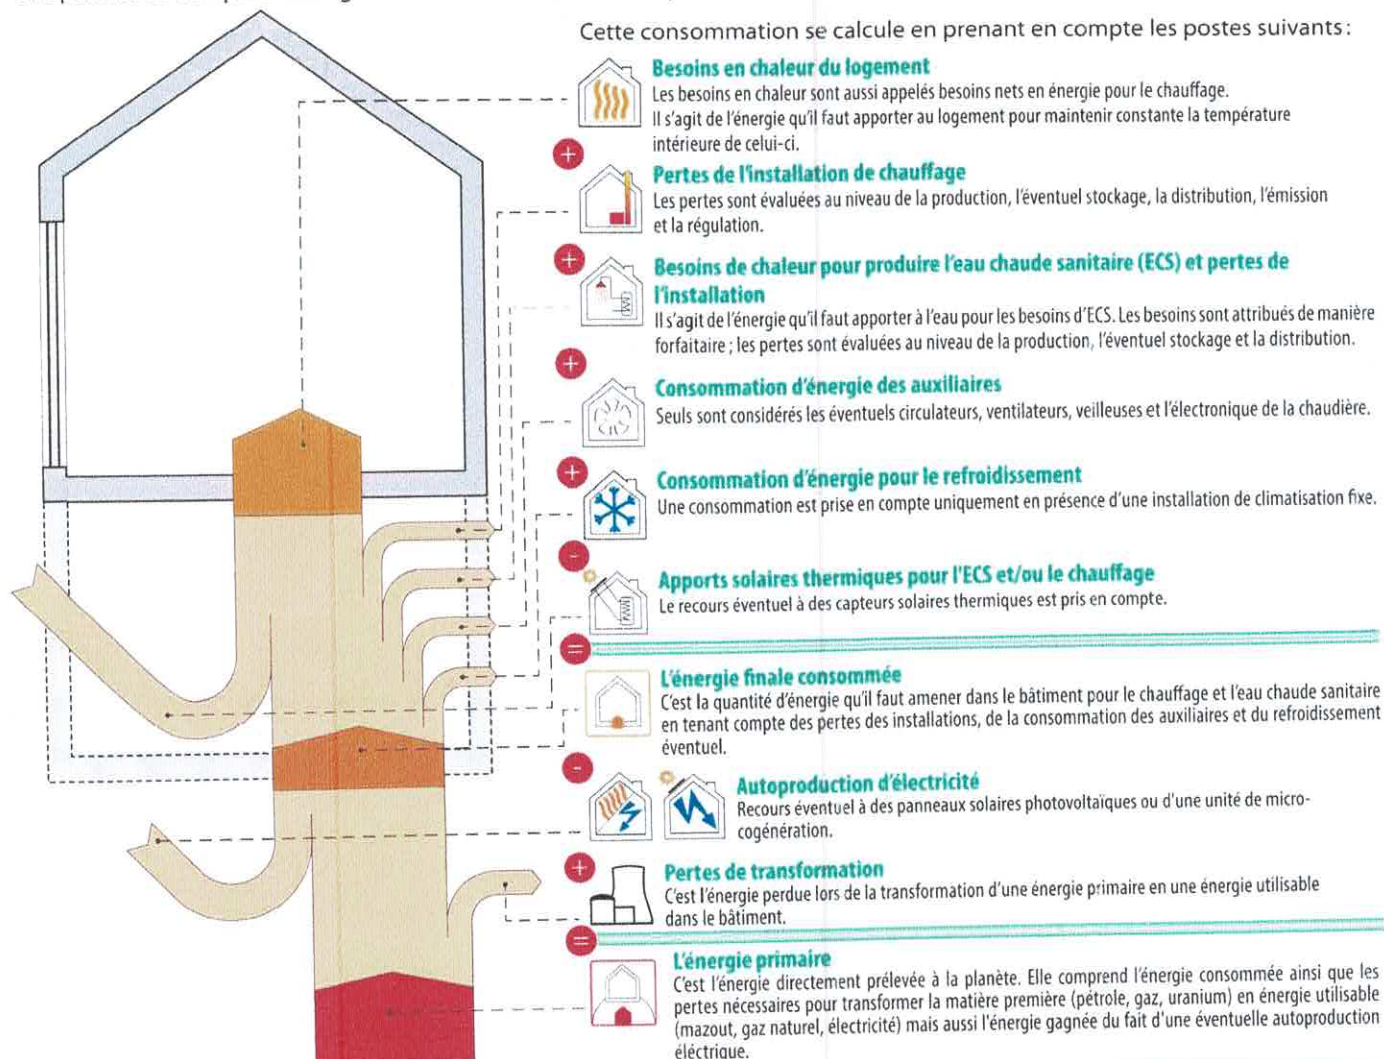 Cette consommation se calcule en prenant en compte les postes suivants :
Besoins en chaleur du logement
Les besoins en chaleur sont aussi appelés besoins nets en énergie pour le chauffage.
Il s'agit de l'énergie qu'il faut apporter au logement pour maintenir constante la température
intérieure de celui-ci.
+
Pertes de l'installation de chauffage
Les pertes sont évaluées au niveau de la production, l'éventuel stockage, la distribution, l'émission
et la régulation.
+
Besoins de chaleur pour produire l'eau chaude sanitaire (ECS) et pertes de
l'installation
Il s'agit de l'énergie qu'il faut apporter à l'eau pour les besoins d'ECS. Les besoins sont attribués de manière
forfaitaire ; les pertes sont évaluées au niveau de la production, l'éventuel stockage et la distribution.
+
Consommation d'énergie des auxiliaires
Seuls sont considérés les éventuels circulateurs, ventilateurs, veilleuses et l'électronique de la chaudière.
+
Consommation d'énergie pour le refroidissement
Une consommation est prise en compte uniquement en présence d'une installation de climatisation fixe.
-
Apports solaires thermiques pour l'ECS et/ou le chauffage
Le recours éventuel à des capteurs solaires thermiques est pris en compte.
=
L'énergie finale consommée
C'est la quantité d'énergie qu'il faut amener dans le bâtiment pour le chauffage et l'eau chaude sanitaire
en tenant compte des pertes des installations, de la consommation des auxiliaires et du refroidissement
éventuel.
-
Autoproduction d'électricité
Recours éventuel à des panneaux solaires photovoltaïques ou d'une unité de micro-
cogénération.
+
Pertes de transformation
C'est l'énergie perdue lors de la transformation d'une énergie primaire en une énergie utilisable
dans le bâtiment.
=
L'énergie primaire
C'est l'énergie directement prélevée à la planète. Elle comprend l'énergie consommée ainsi que les
pertes nécessaires pour transformer la matière première (pétrole, gaz, uranium) en énergie utilisable
(mazout, gaz naturel, électricité) mais aussi l'énergie gagnée du fait d'une éventuelle autoproduction
éléctrique.